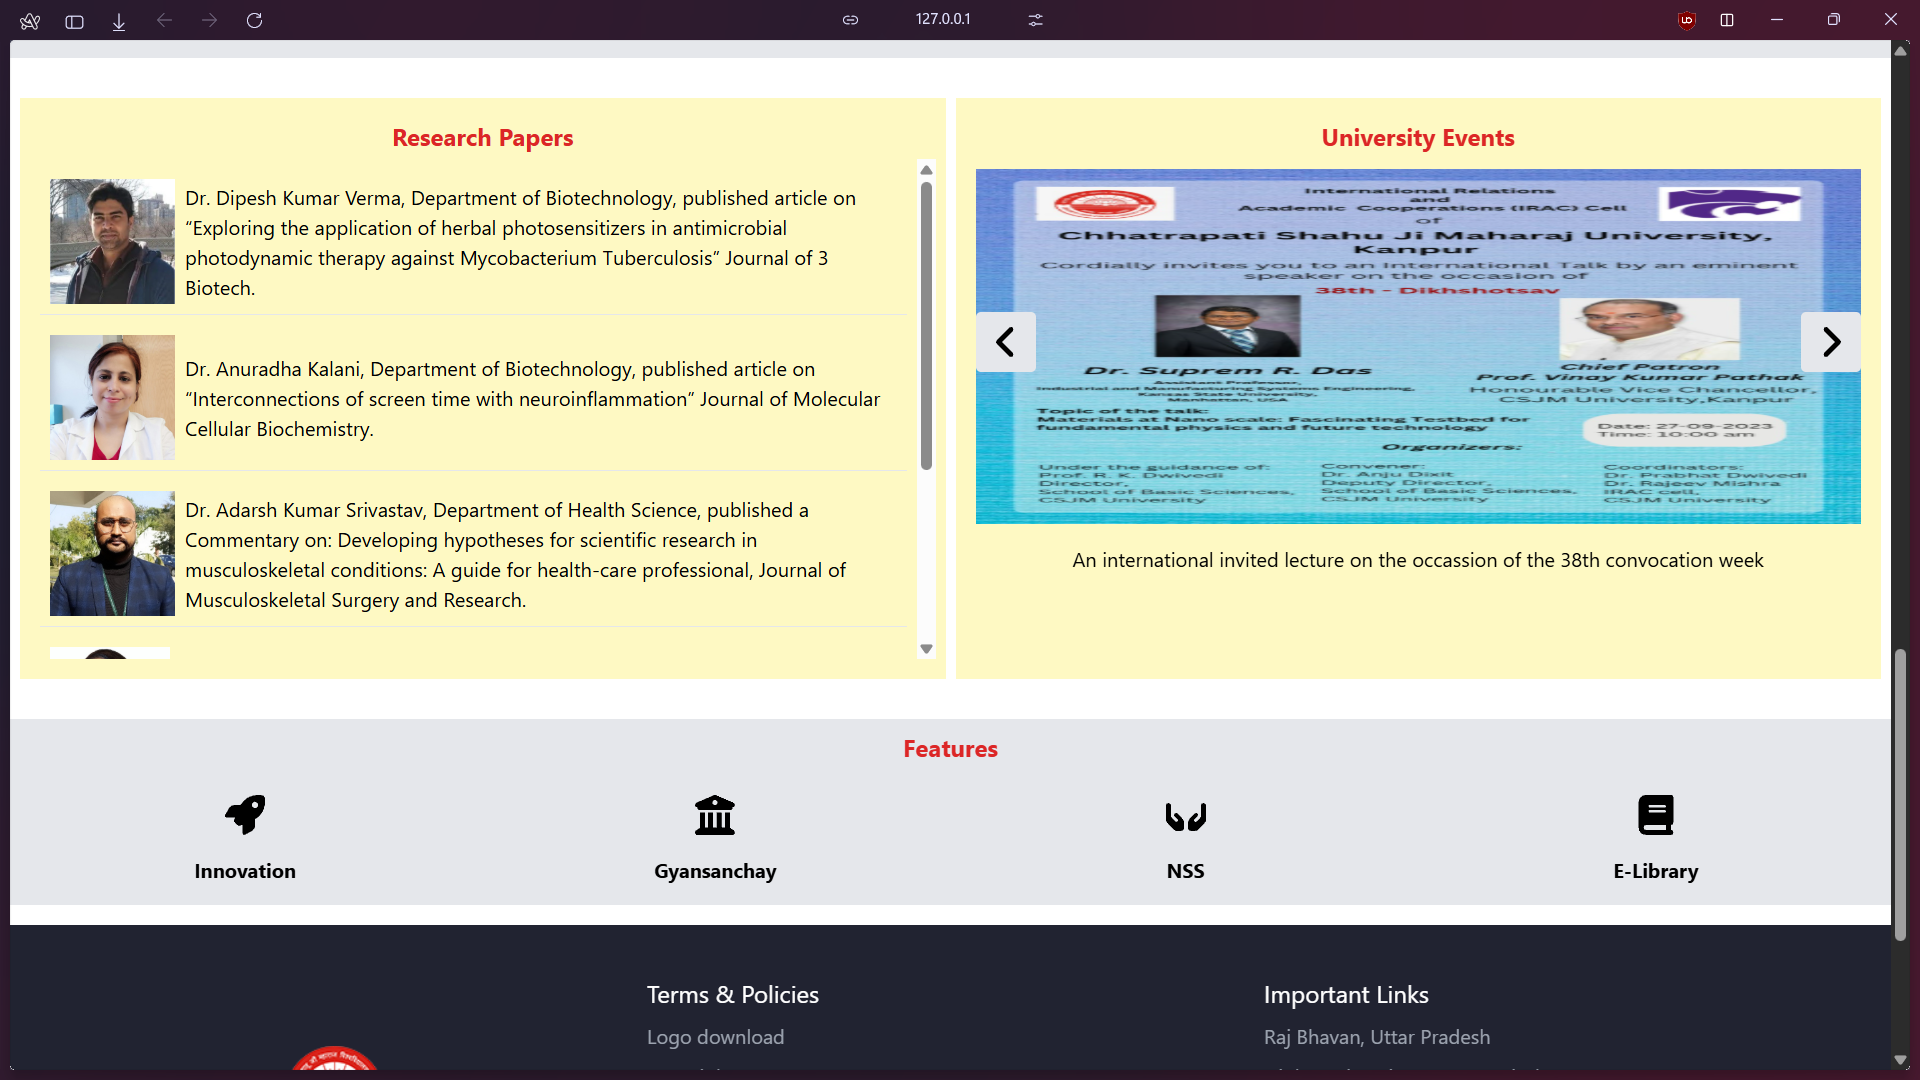 127.0.0.1
Research Papers
Dr. Dipesh Kumar Verma, Department of Biotechnology, published article on
“Exploring the application of herbal photosensitizers in antimicrobial
photodynamic therapy against Mycobacterium Tuberculosis” Journal of 3
Biotech.
Dr. Anuradha Kalani, Department of Biotechnology, published article on
“Interconnections of screen time with neuroinflammation” Journal of Molecular
Cellular Biochemistry.
Dr. Adarsh Kumar Srivastav, Department of Health Science, published a
Commentary on: Developing hypotheses for scientific research in
musculoskeletal conditions: A guide for health-care professional, Journal of
Musculoskeletal Surgery and Research.
University Events
International Relations
and
Academic Cooperations (IRAC) Cell
of
Chhatrapati Shahu Ji Maharaj University,
Kanpur
Cordially invites you to an International Talk by an eminent
speaker on the occasion of
38th - Dikhshotsav
Dr. Suprem R. Das
Assistant Professor,
Industrial and Manufacturing Systems Engineering,
Kansas State University,
Manhattan, USA
Chief Patron
Prof. Vinay Kumar Pathak
Honourable Vice Chancellor,
CSJM University,Kanpur
Topic of the talk:
Materials at Nano scale: Fascinating Testbed for
fundamental physics and future technology
Date: 27-09-2023
Time: 10:00 am
Organizers:
Under the guidance of:
Prof. R. K. Dwivedi
Director,
School of Basic Sciences,
CSJM University
Convener:
Dr. Anju Dixit
Deputy Director,
School of Basic Sciences,
CSJM University
Coordinators:
Dr. Prabhat Dwivedi
Dr. Rajeev Mishra
IRAC cell,
CSJM University
An international invited lecture on the occassion of the 38th convocation week
Features
Innovation
Gyansanchay
NSS
E-Library
Terms & Policies
Logo download
Important Links
Raj Bhavan, Uttar Pradesh